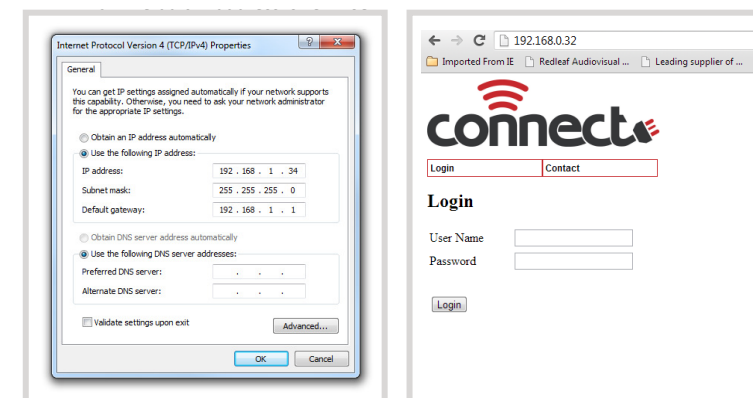 Internet Protocol Version 4 (TCP/IPv4) Properties
General
You can get IP settings assigned automatically if your network supports
this capability. Otherwise, you need to ask your network administrator
for the appropriate IP settings.
Obtain an IP address automatically
Use the following IP address:
IP address: 192 . 168 . 1 . 34
Subnet mask: 255 . 255 . 255 . 0
Default gateway: 192 . 168 . 1 . 1
Obtain DNS server address automatically
Use the following DNS server addresses:
Preferred DNS server: . . .
Alternate DNS server: . . .
Validate settings upon exit
Advanced...
OK Cancel
192.168.0.32
Imported From IE Redleaf Audiovisual ... Leading supplier of ...
connect
Login Contact
Login
User Name
Password
Login